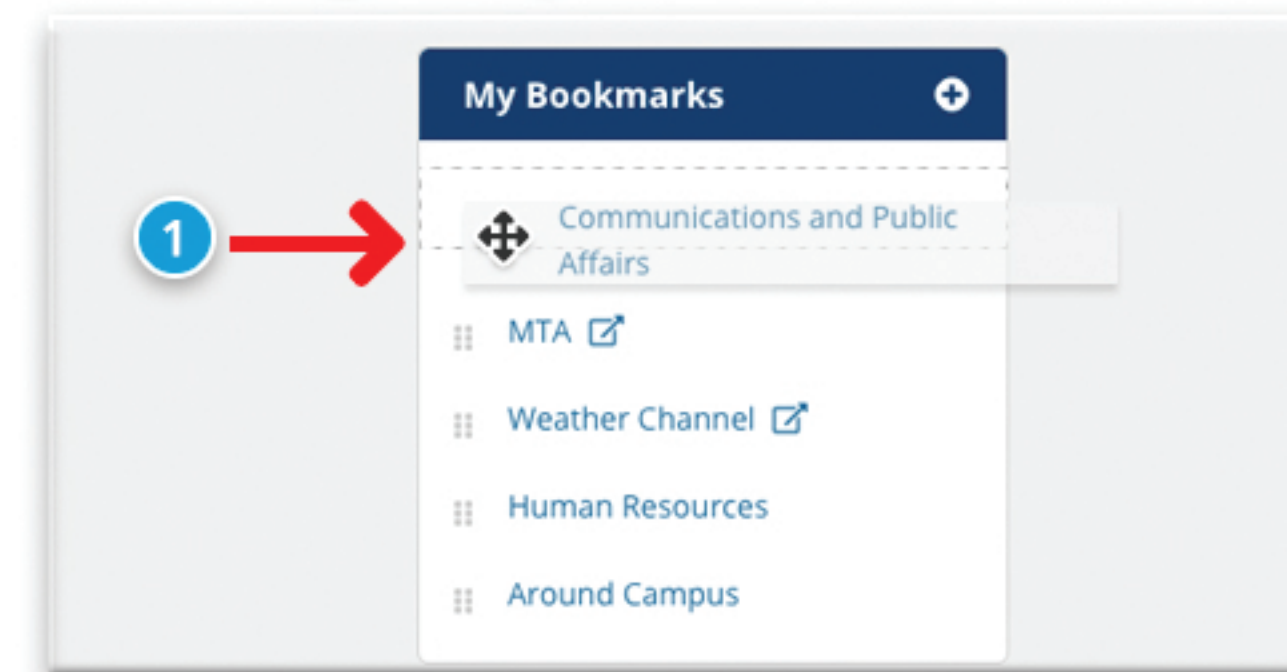 My Bookmarks
1
Communications and Public
Affairs
MTA
Weather Channel
Human Resources
Around Campus